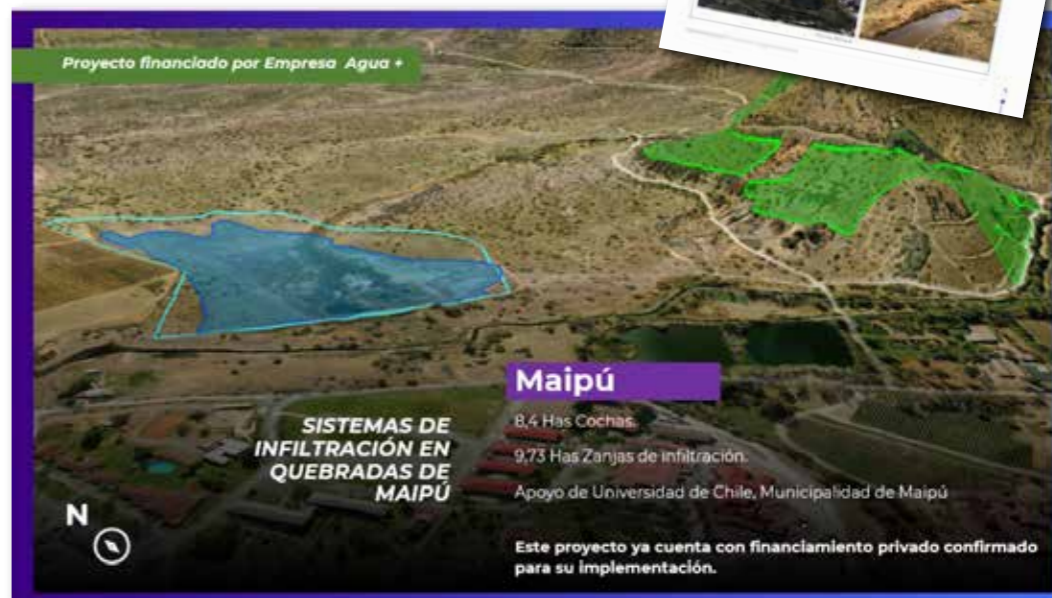 Proyecto financiado por Empresa Agua +
Maipú
SISTEMAS DE
INFILTRACIÓN EN
QUEBRADAS DE
MAIPÚ
8,4 Has Cochas.
9,73 Has Zanjas de infiltración.
Apoyo de Universidad de Chile, Municipalidad de Maipú
Este proyecto ya cuenta con financiamiento privado confirmado
para su implementación.
N